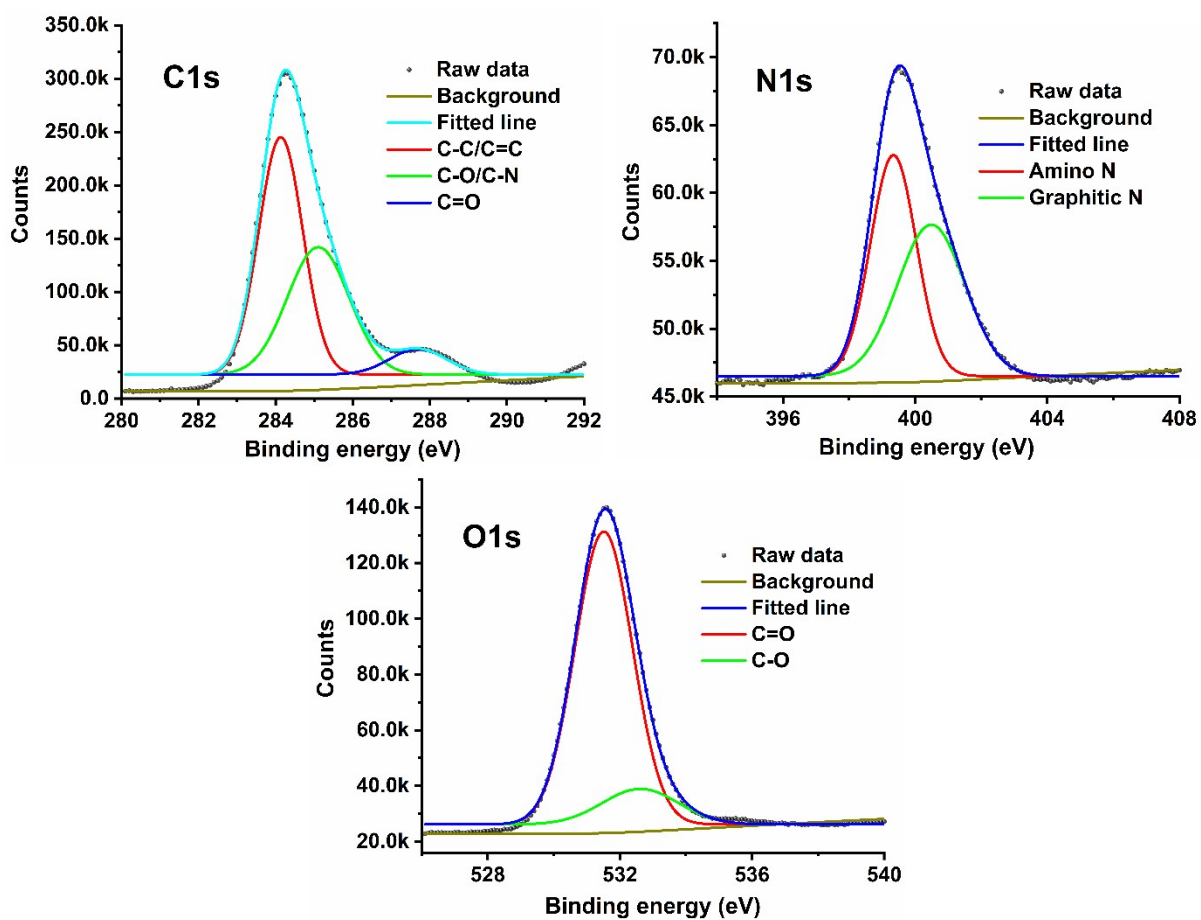 C1s
Raw data
Background
Fitted line
C-C/C=C
C-O/C-N
C=O
350.0k
300.0k
250.0k
200.0k
150.0k
100.0k
50.0k
0.0
Counts
280 282 284 286 288 290 292
Binding energy (eV)
N1s
Raw data
Background
Fitted line
Amino N
Graphitic N
70.0k
65.0k
60.0k
55.0k
50.0k
45.0k
Counts
396 400 404 408
Binding energy (eV)
O1s
Raw data
Background
Fitted line
C=O
C-O
140.0k
120.0k
100.0k
80.0k
60.0k
40.0k
20.0k
Counts
528 532 536 540
Binding energy (eV)